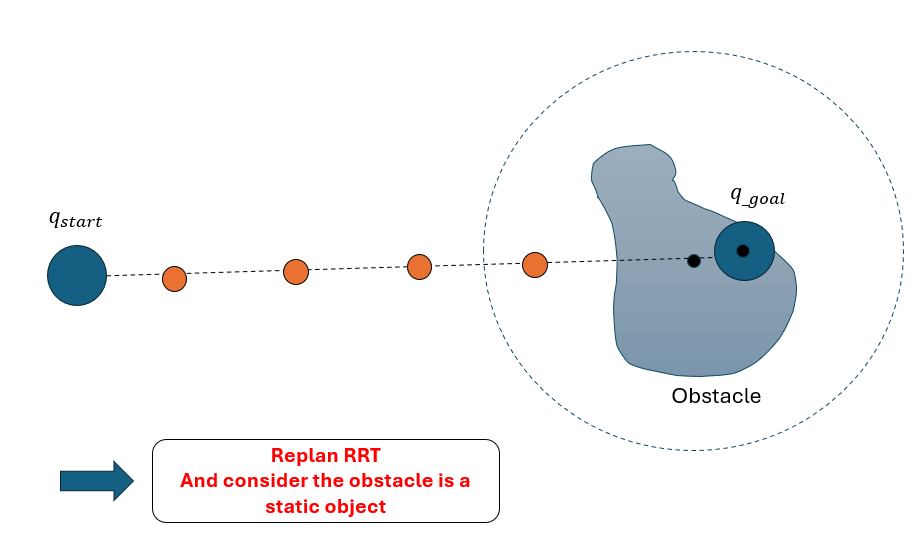 q_goal
q_start
Obstacle
Replan RRT
And consider the obstacle is a
static object